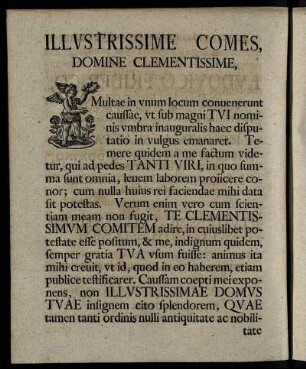 ILLVSTRISSIME COMES,
DOMINE CLEMENTISSIME,
Multae in vnum locum conuenerunt
caussae, vt sub magni TVI nomi-
nis vmbra inauguralis haec dispu-
tatio in vulgus emanaret. Te-
mere quidem a me factum vide-
tur, qui ad pedes TANTI VIRI, in quo sum-
ma sunt omnia, leuem laborem proiicere co-
nor; cum nulla huius rei faciendae mihi data
sit potestas. Verum enim vero cum scien-
tiam meam non fugit, TE CLEMENTIS-
SIMVM COMITEM adire, in cuiuslibet po-
testate esse positum, & me, indignum quidem,
semper gratia TVA vsum fuisse: animus ita
mihi creuit, vt id, quod in eo haberem, etiam
publice testificarer. Caussam coepti mei expo-
nens, non ILLVSTRISSIMAE DOMVS
TVAE insignem cito splendorem, QVAE
tamen tanti ordinis nulli antiquitate ac nobili-
tate